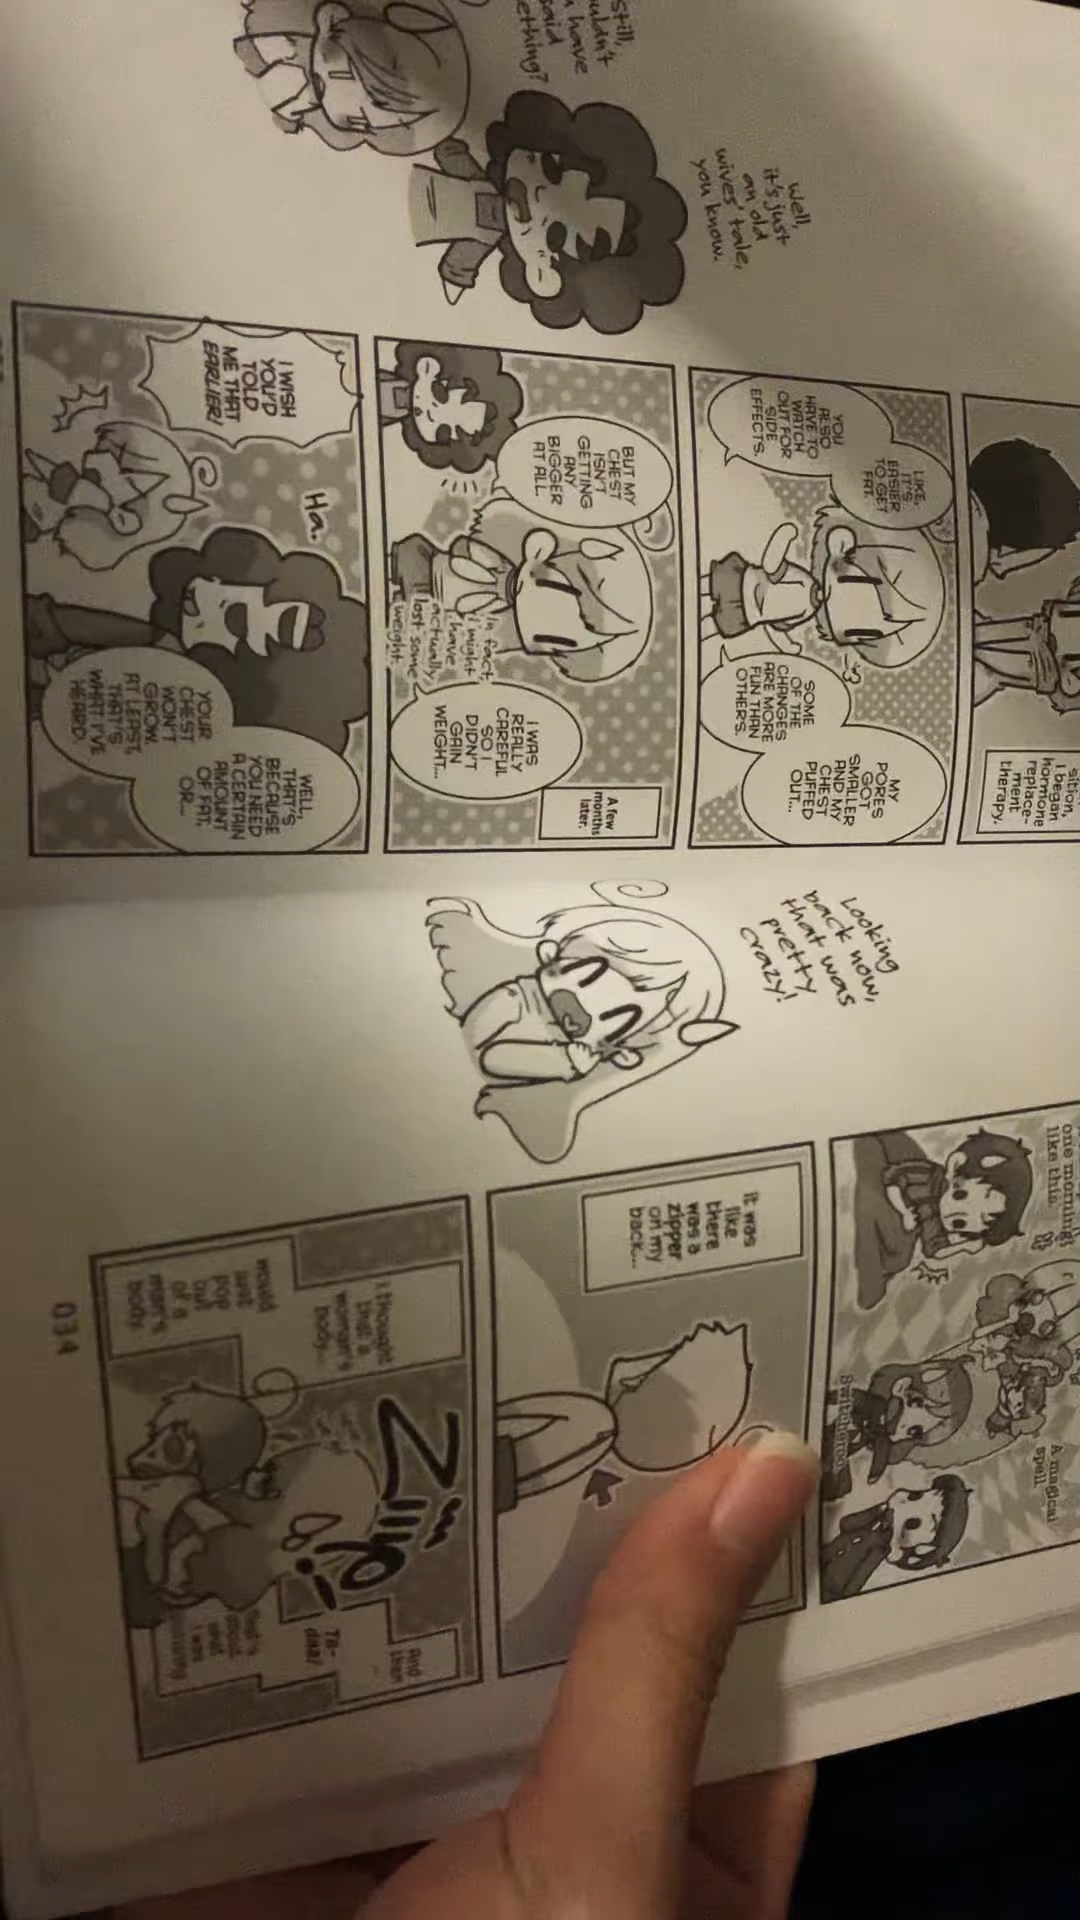 Looking
back now,
that was
pretty
crazy!
A magical
spell
one morning,
like this.
it was
like
there
was a
zipper
on my
back...
I thought
that a
woman's
body...
would
just
pop
out
of a
man's
body.
Ziiip!
And
then
Ta-
daa!
034
Well,
it's just
an old
wives' tale,
you know.
still,
have
said
I began
hormone
replace-
ment
therapy.
MY
PORES
GOT
SMALLER
AND MY
CHEST
PUFFED
OUT...
SOME
OF THE
CHANGES
ARE MORE
FUN THAN
OTHERS.
LIKE,
IT'S
EASIER
TO GET
FAT.
YOU
ALSO
HAVE TO
WATCH
OUT FOR
SIDE
EFFECTS.
A few
months
later.
I WAS
REALLY
CAREFUL
SO I
DIDN'T
GAIN
WEIGHT...
In fact,
I might
have
actually
lost some
weight.
BUT MY
CHEST
ISN'T
GETTING
ANY
BIGGER
AT ALL.
WELL,
THAT'S
BECAUSE
YOU NEED
A CERTAIN
AMOUNT
OF FAT,
OR...
YOUR
CHEST
WON'T
GROW.
AT LEAST,
THAT'S
WHAT I'VE
HEARD.
Ha.
I WISH
YOU'D
TOLD
ME THAT
EARLIER!